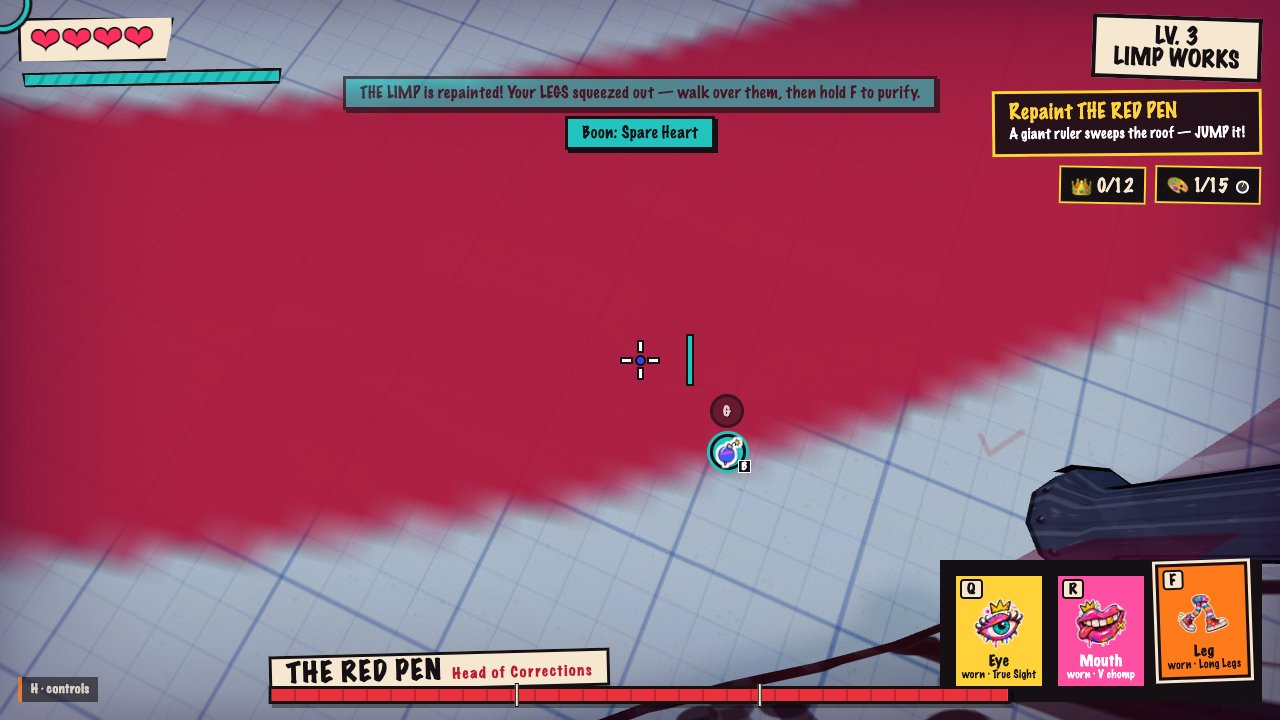 LV. 3
LIMP WORKS
THE LIMP is repainted! Your LEGS squeezed out — walk over them, then hold F to purify.
Boon: Spare Heart
Repaint THE RED PEN
A giant ruler sweeps the roof — JUMP it!
0/12
1/15
G
B
Q
Eye
worn · True Sight
R
Mouth
worn · V chomp
F
Leg
worn · Long Legs
THE RED PEN Head of Corrections
H · controls